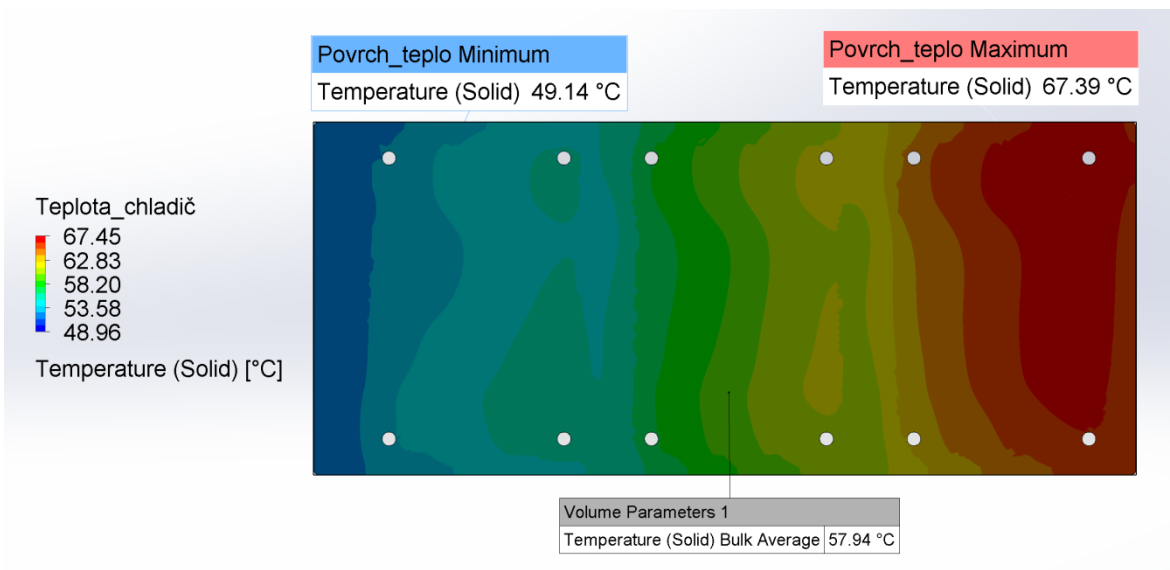 Povrch_teplo Minimum
Temperature (Solid) 49.14 °C
Povrch_teplo Maximum
Temperature (Solid) 67.39 °C
Teplota_chladič
67.45
62.83
58.20
53.58
48.96
Temperature (Solid) [°C]
Volume Parameters 1
Temperature (Solid) Bulk Average 57.94 °C